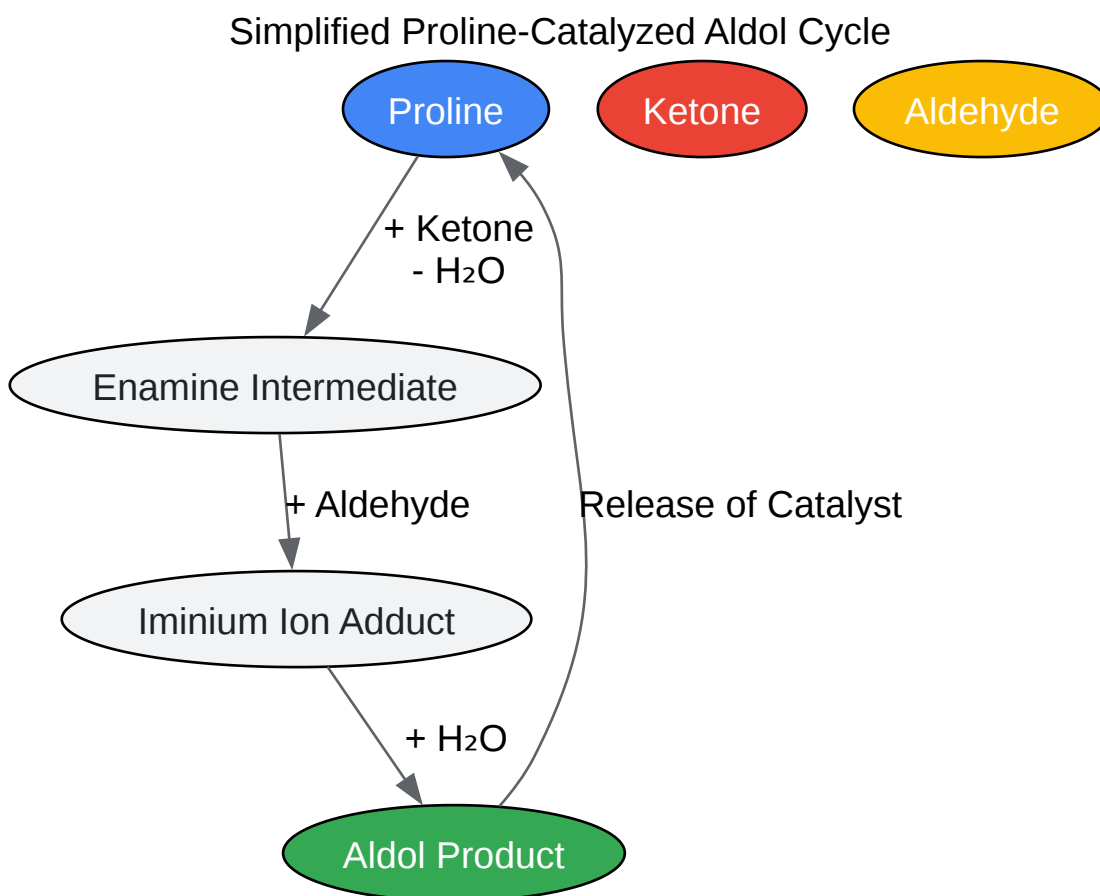 Simplified Proline-Catalyzed Aldol Cycle
Proline
Ketone
Aldehyde
+ Ketone
- H₂O
Enamine Intermediate
+ Aldehyde
Release of Catalyst
Iminium Ion Adduct
+ H₂O
Aldol Product